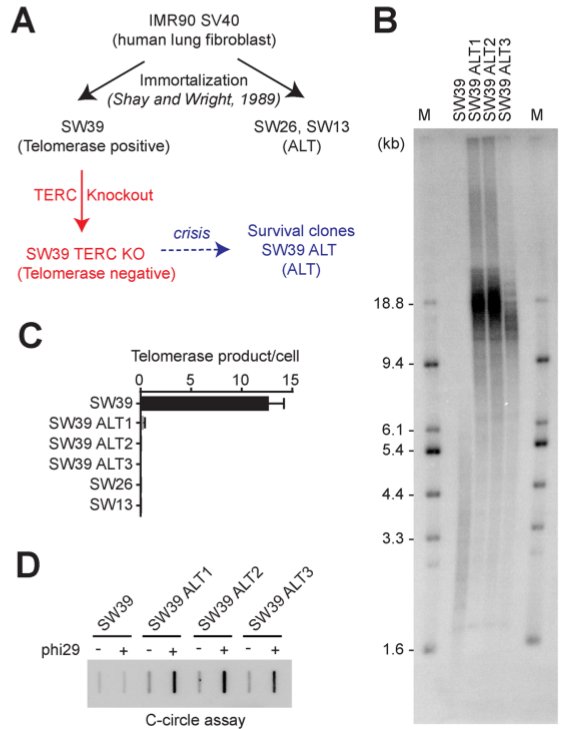 A
IMR90 SV40
(human lung fibroblast)
Immortalization
(Shay and Wright, 1989)
SW39
(Telomerase positive)
SW26, SW13
(ALT)
TERC Knockout
SW39 TERC KO
(Telomerase negative)
crisis
Survival clones
SW39 ALT
(ALT)
B
M
SW39
SW39 ALT1
SW39 ALT2
SW39 ALT3
M
(kb)
18.8
9.4
6.1
5.4
4.4
3.3
1.6
C
Telomerase product/cell
0 5 10 15
SW39
SW39 ALT1
SW39 ALT2
SW39 ALT3
SW26
SW13
D
SW39
SW39 ALT1
SW39 ALT2
SW39 ALT3
phi29 - + - + - + - +
C-circle assay